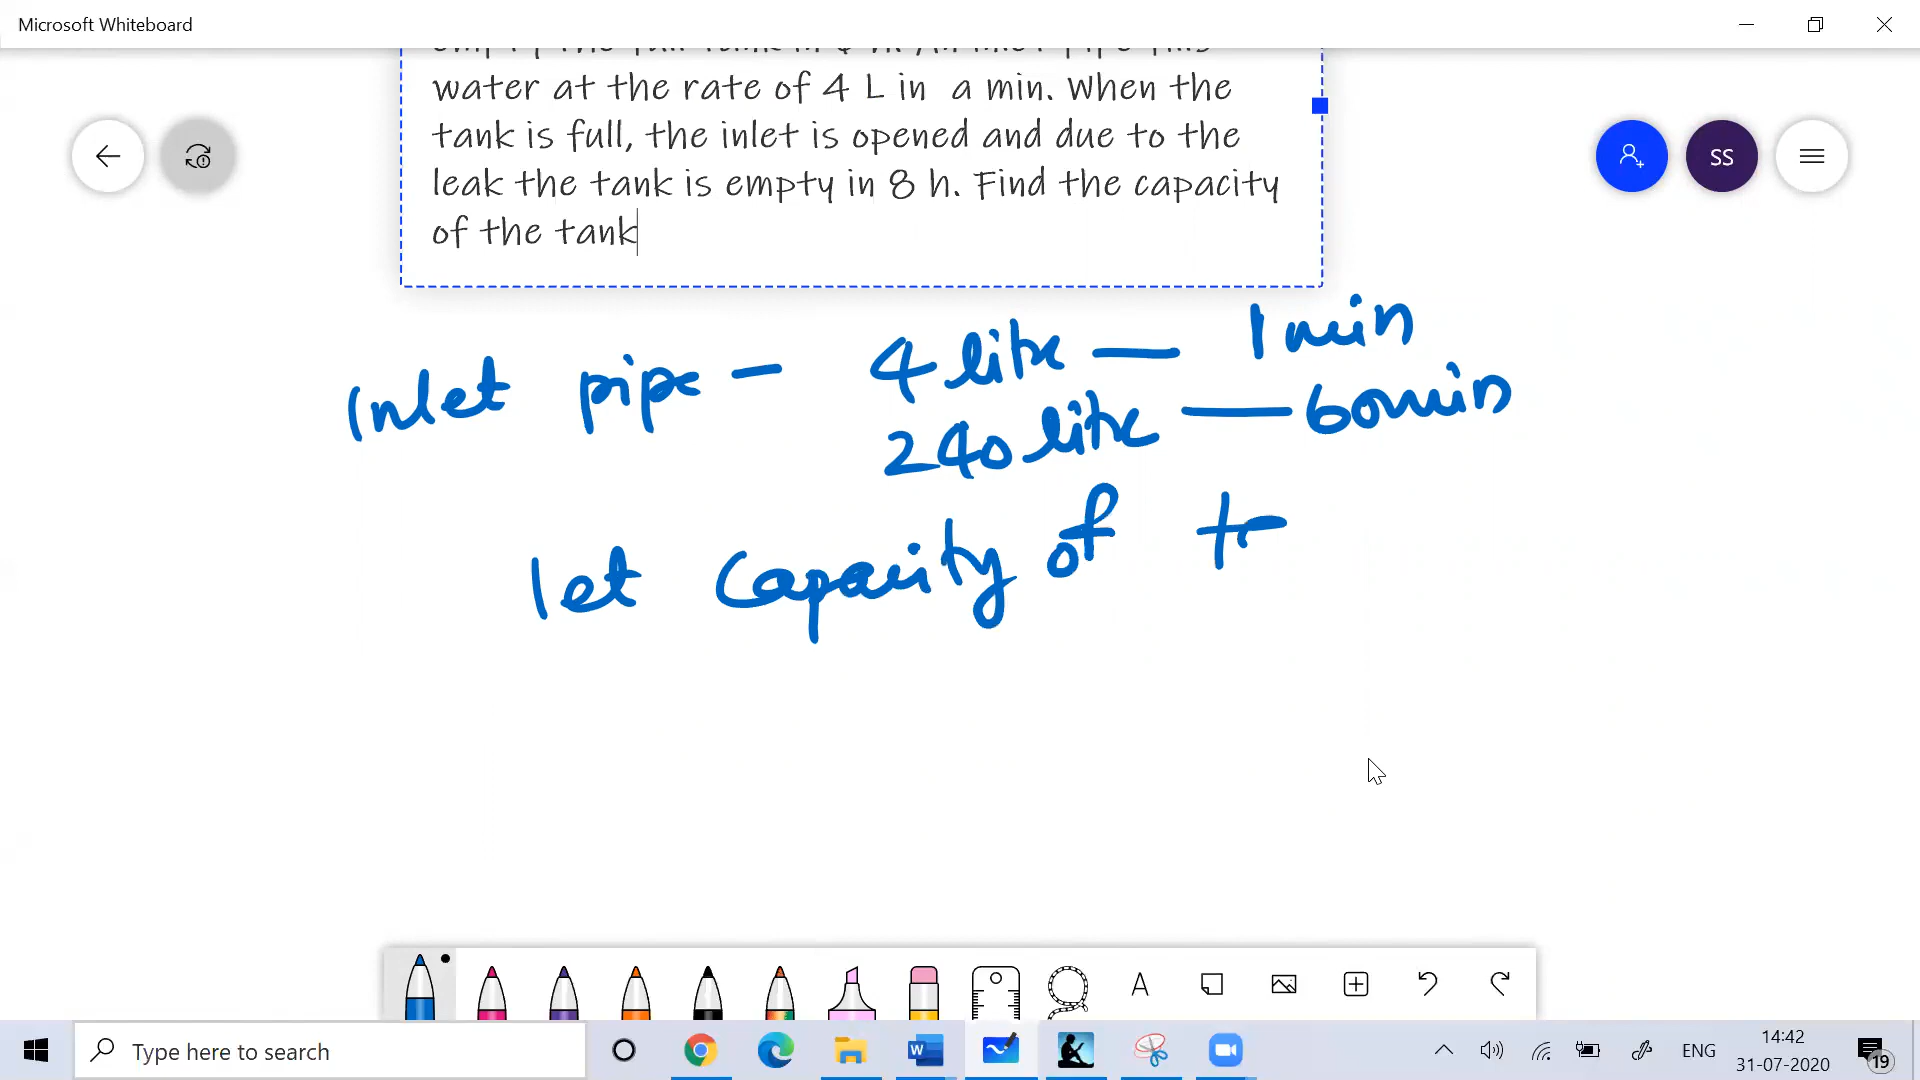 Microsoft Whiteboard
water at the rate of 4 L in a min. When the
tank is full, the inlet is opened and due to the
leak the tank is empty in 8 h. Find the capacity
of the tank
SS
Inlet pipe - 4 litre — 1 min
240 litre — 60min
let Capacity of
A
Type here to search
ENG
14:42
31-07-2020
19